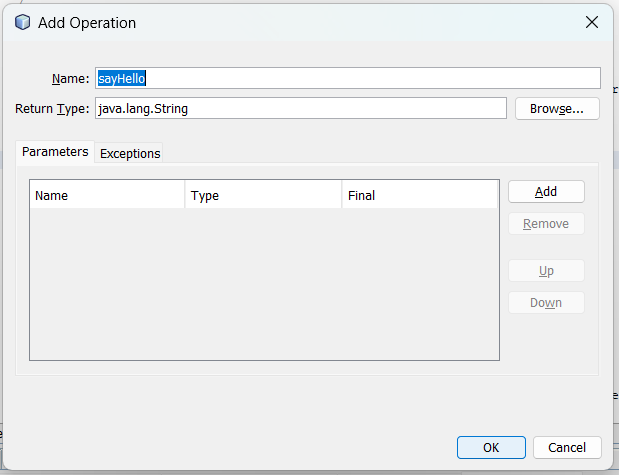 Add Operation
Name: sayHello
Return Type: java.lang.String Browse...
Parameters Exceptions
Name Type Final
Add
Remove
Up
Down
OK Cancel